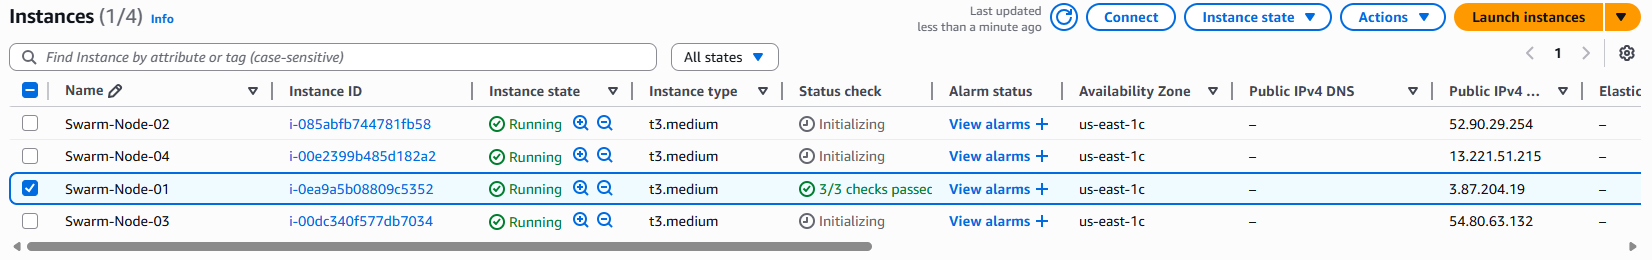 Instances (1/4) Info
Last updated
less than a minute ago
Connect
Instance state
Actions
Launch instances
Find Instance by attribute or tag (case-sensitive)
All states
1
Name Instance ID Instance state Instance type Status check Alarm status Availability Zone Public IPv4 DNS Public IPv4 ... Elastic
Swarm-Node-02 i-085abfb744781fb58 Running t3.medium Initializing View alarms + us-east-1c – 52.90.29.254 –
Swarm-Node-04 i-00e2399b485d182a2 Running t3.medium Initializing View alarms + us-east-1c – 13.221.51.215 –
Swarm-Node-01 i-0ea9a5b08809c5352 Running t3.medium 3/3 checks passed View alarms + us-east-1c – 3.87.204.19 –
Swarm-Node-03 i-00dc340f577db7034 Running t3.medium Initializing View alarms + us-east-1c – 54.80.63.132 –